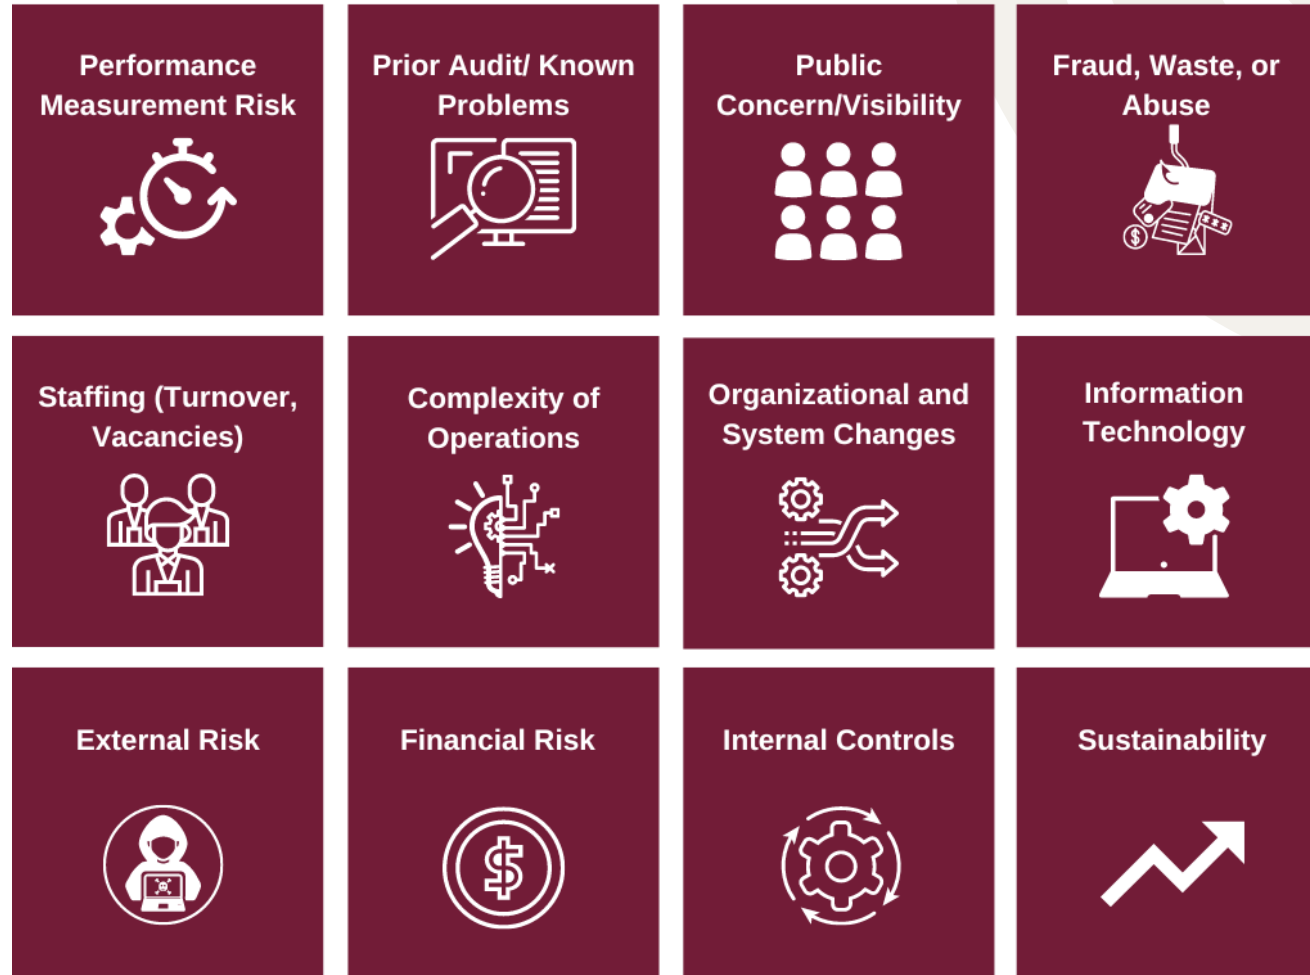 Performance
Measurement Risk
Prior Audit/ Known
Problems
Public
Concern/Visibility
Fraud, Waste, or
Abuse
$
***
Staffing (Turnover,
Vacancies)
Complexity of
Operations
Organizational and
System Changes
Information
Technology
External Risk
Financial Risk
$
Internal Controls
Sustainability